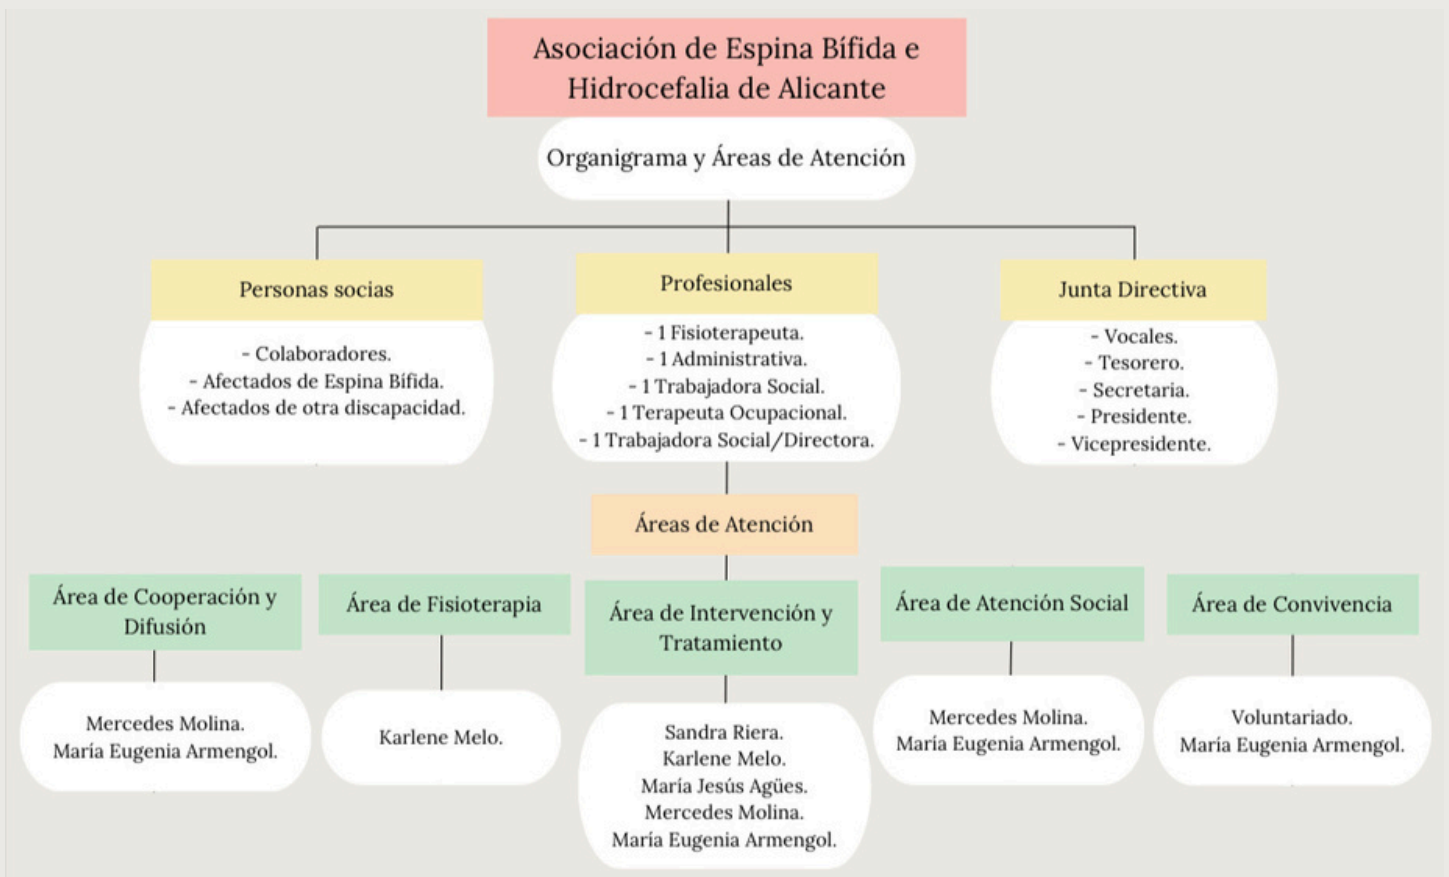 Asociación de Espina Bífida e
Hidrocefalia de Alicante
Organigrama y Áreas de Atención
Personas socias
- Colaboradores.
- Afectados de Espina Bífida.
- Afectados de otra discapacidad.
Profesionales
- 1 Fisioterapeuta.
- 1 Administrativa.
- 1 Trabajadora Social.
- 1 Terapeuta Ocupacional.
- 1 Trabajadora Social/Directora.
Junta Directiva
- Vocales.
- Tesorero.
- Secretaria.
- Presidente.
- Vicepresidente.
Áreas de Atención
Área de Cooperación y
Difusión
Mercedes Molina.
María Eugenia Armengol.
Área de Fisioterapia
Karlene Melo.
Área de Intervención y
Tratamiento
Sandra Riera.
Karlene Melo.
María Jesús Agües.
Mercedes Molina.
María Eugenia Armengol.
Área de Atención Social
Mercedes Molina.
María Eugenia Armengol.
Área de Convivencia
Voluntariado.
María Eugenia Armengol.